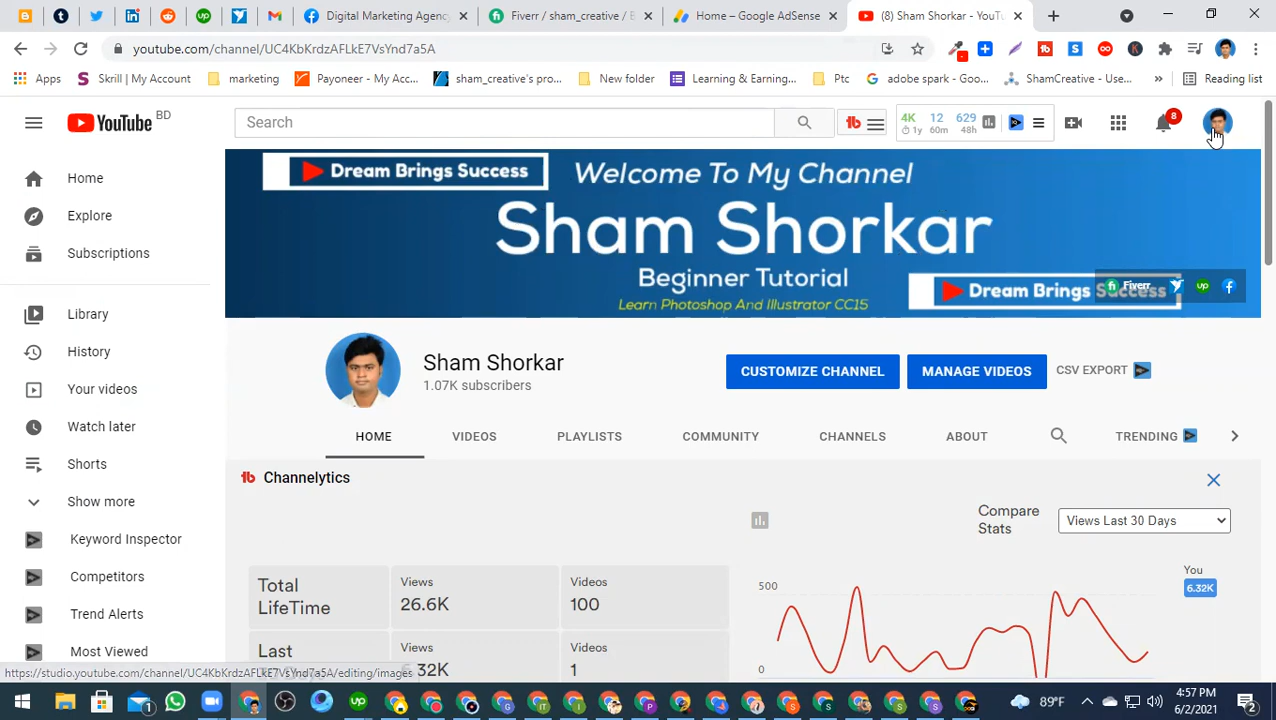 Digital Marketing Agency
Fiverr / sham_creative / E
Home – Google AdSense
(8) Sham Shorkar - YouTu
youtube.com/channel/UC4KbKrdzAFLkE7VsYnd7a5A
Apps
Skrill | My Account
marketing
Payoneer - My Acc...
sham_creative's pro...
New folder
Learning & Earning...
Ptc
adobe spark - Goo...
ShamCreative - Use...
»
Reading list
YouTube BD
Search
4K 1y
12 60m
629 48h
8
Dream Brings Success
Welcome To My Channel
Sham Shorkar
Beginner Tutorial
Learn Photoshop And Illustrator CC15
Dream Brings Success
Fiverr
Home
Explore
Subscriptions
Library
History
Your videos
Watch later
Shorts
Show more
Keyword Inspector
Competitors
Trend Alerts
Most Viewed
Sham Shorkar
1.07K subscribers
CUSTOMIZE CHANNEL
MANAGE VIDEOS
CSV EXPORT
HOME
VIDEOS
PLAYLISTS
COMMUNITY
CHANNELS
ABOUT
TRENDING
tb Channelytics
Compare
Stats
Views Last 30 Days
Total
LifeTime
Views
26.6K
Videos
100
Last
Views
6.32K
Videos
1
500
0
You
6.32K
https://studio.youtube.com/channel/UC4KbKrdzAFLkE7VsYnd7a5A/editing/images
89°F
4:57 PM
6/2/2021
2